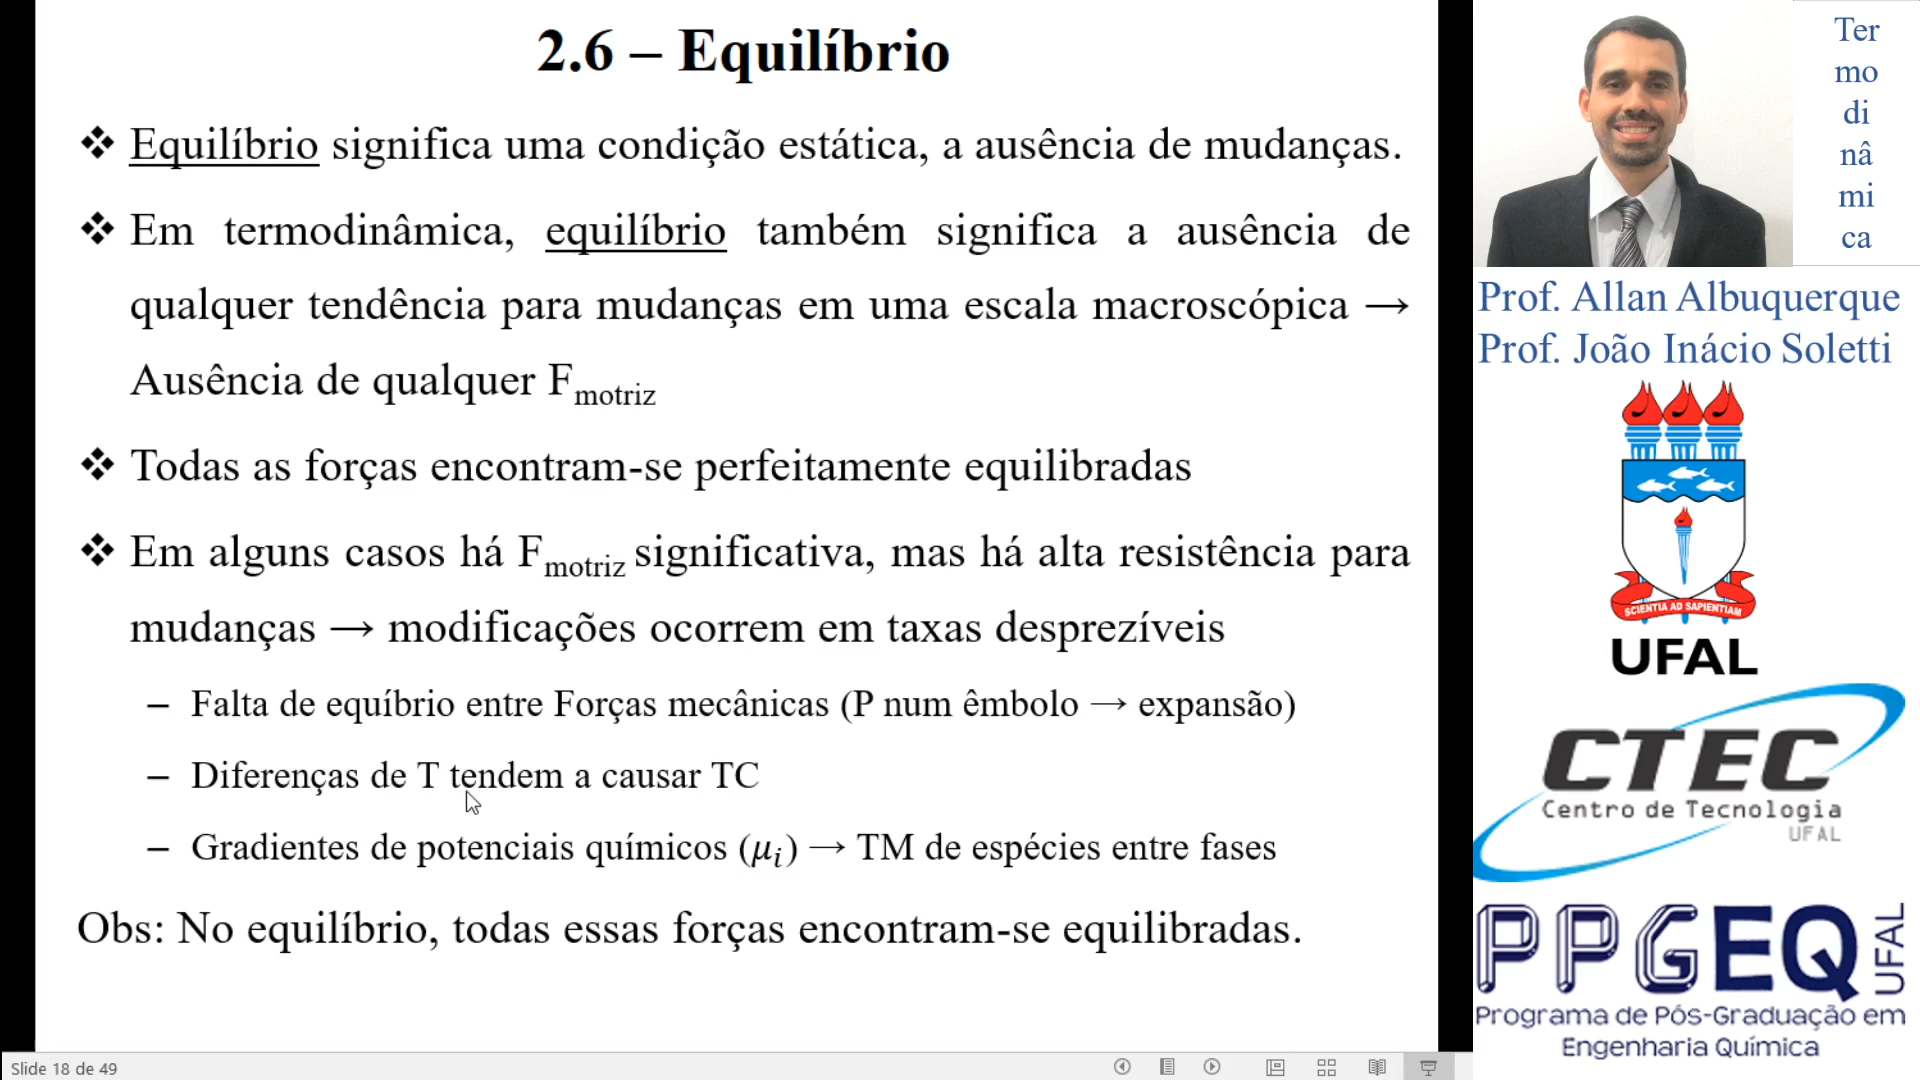 2.6 – Equilíbrio
❖ Equilíbrio significa uma condição estática, a ausência de mudanças.
❖ Em termodinâmica, equilíbrio também significa a ausência de
qualquer tendência para mudanças em uma escala macroscópica →
Ausência de qualquer Fmotriz
❖ Todas as forças encontram-se perfeitamente equilibradas
❖ Em alguns casos há Fmotriz significativa, mas há alta resistência para
mudanças → modificações ocorrem em taxas desprezíveis
– Falta de equíbrio entre Forças mecânicas (P num êmbolo → expansão)
– Diferenças de T tendem a causar TC
– Gradientes de potenciais químicos (μi) → TM de espécies entre fases
Obs: No equilíbrio, todas essas forças encontram-se equilibradas.
Slide 18 de 49
Ter
mo
di
nâ
mi
ca
Prof. Allan Albuquerque
Prof. João Inácio Soletti
SCIENTIA AD SAPIENTIAM
UFAL
CTEC
Centro de Tecnologia
UFAL
PPGEQ
UFAL
Programa de Pós-Graduação em
Engenharia Química